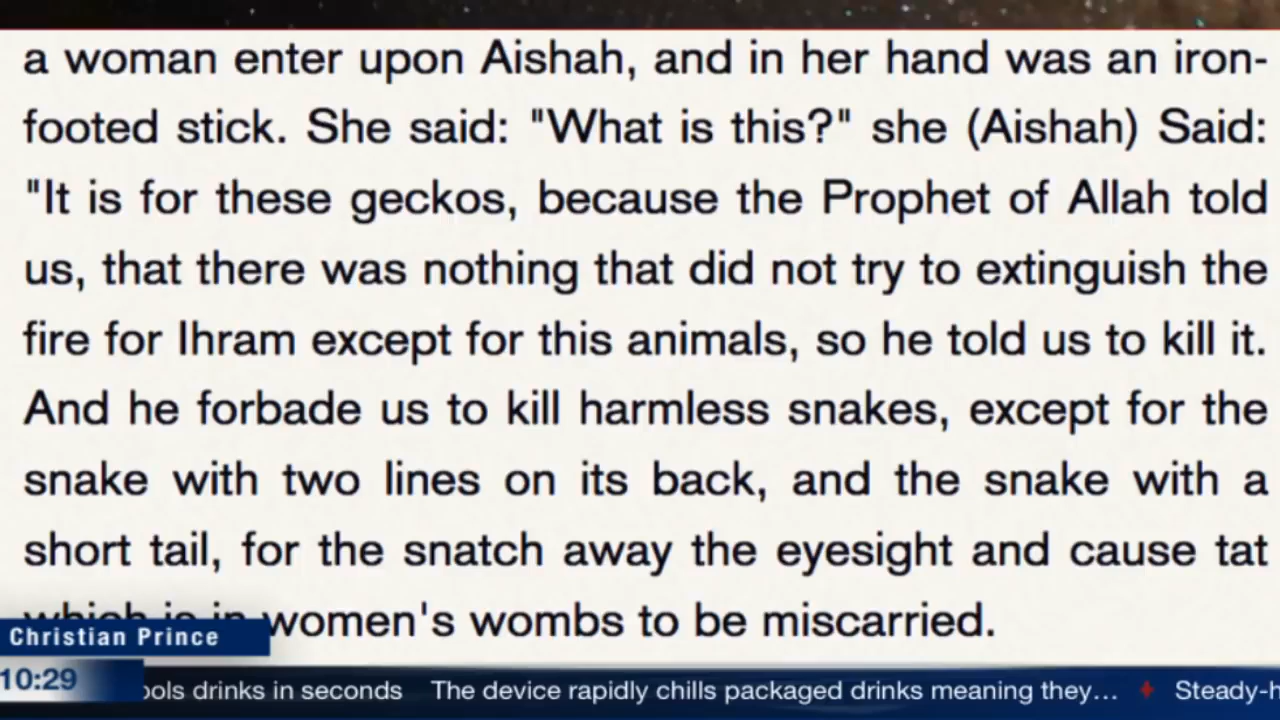 a woman enter upon Aishah, and in her hand was an iron-
footed stick. She said: "What is this?" she (Aishah) Said:
"It is for these geckos, because the Prophet of Allah told
us, that there was nothing that did not try to extinguish the
fire for Ihram except for this animals, so he told us to kill it.
And he forbade us to kill harmless snakes, except for the
snake with two lines on its back, and the snake with a
short tail, for the snatch away the eyesight and cause tat
which is in women's wombs to be miscarried.
Christian Prince
10:29
ools drinks in seconds The device rapidly chills packaged drinks meaning they... Steady-h